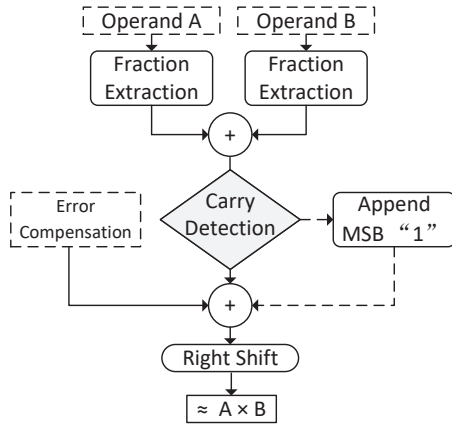 Operand A
Operand B
Fraction
Extraction
Fraction
Extraction
+
Carry
Detection
Error
Compensation
Append
MSB “1”
+
Right Shift
≈ A × B